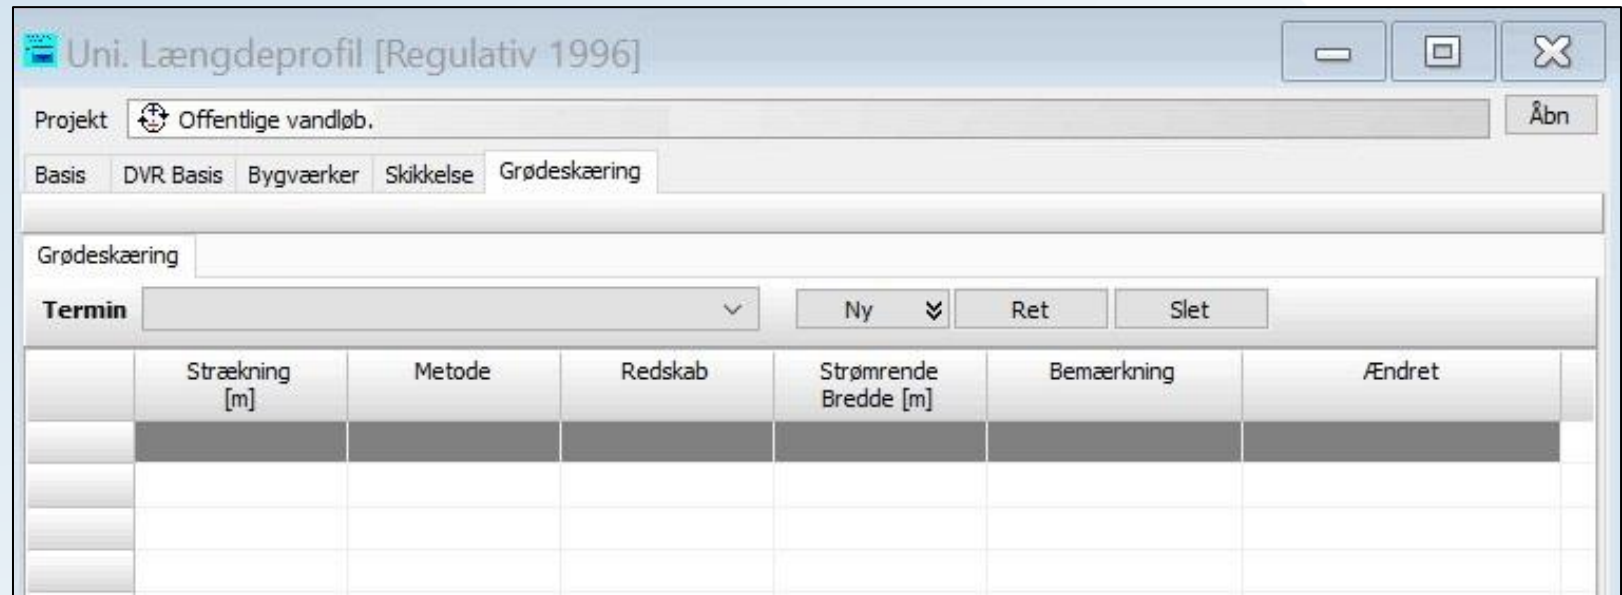 Uni. Længdeprofil [Regulativ 1996]
Projekt Offentlige vandløb. Åbn
Basis DVR Basis Bygværker Skikkelse Grødeskæring
Grødeskæring
Termin Ny Ret Slet
Strækning Metode Redskab Strømrende Bemærkning Ændret
[m] Bredde [m]